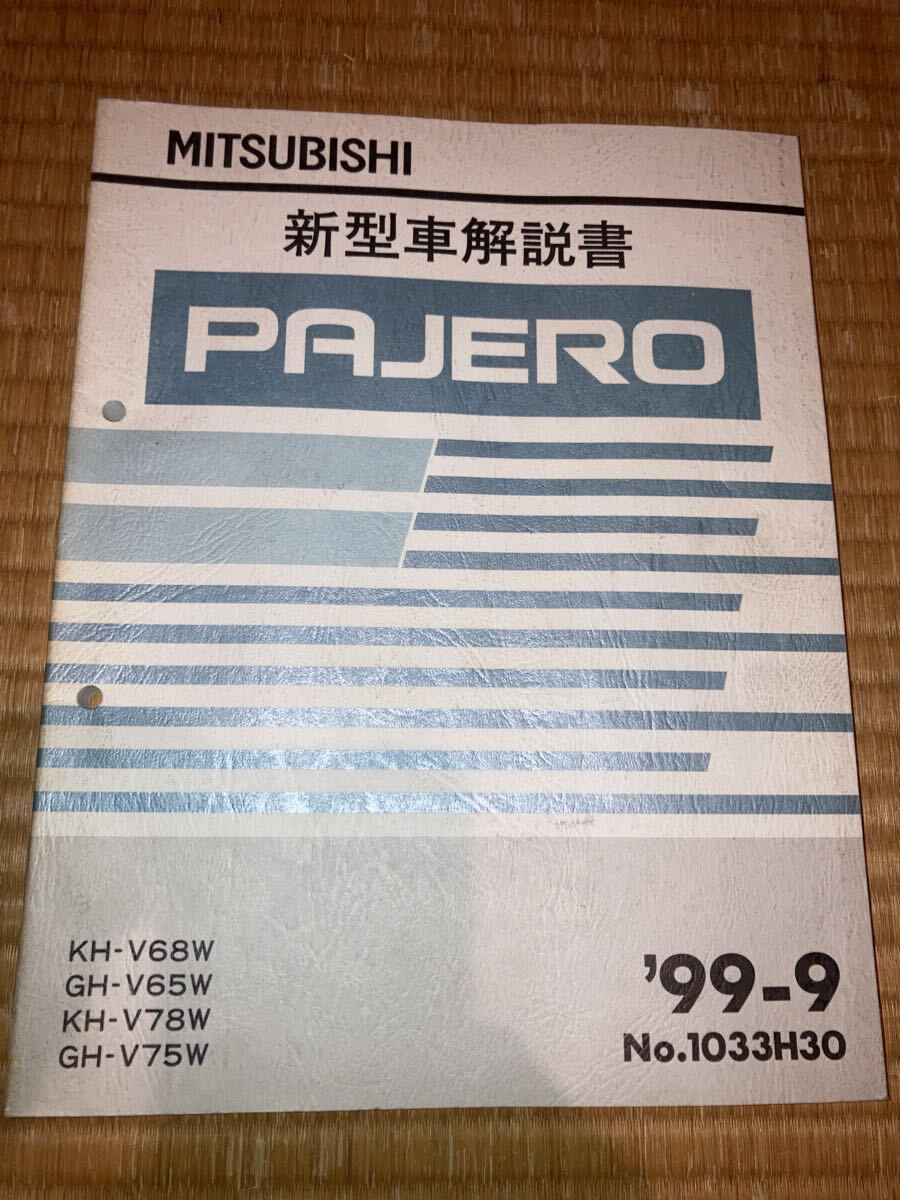 MITSUBISHI
新型車解説書
PAJERO
KH-V68W
GH-V65W
KH-V78W
GH-V75W
'99-9
No.1033H30